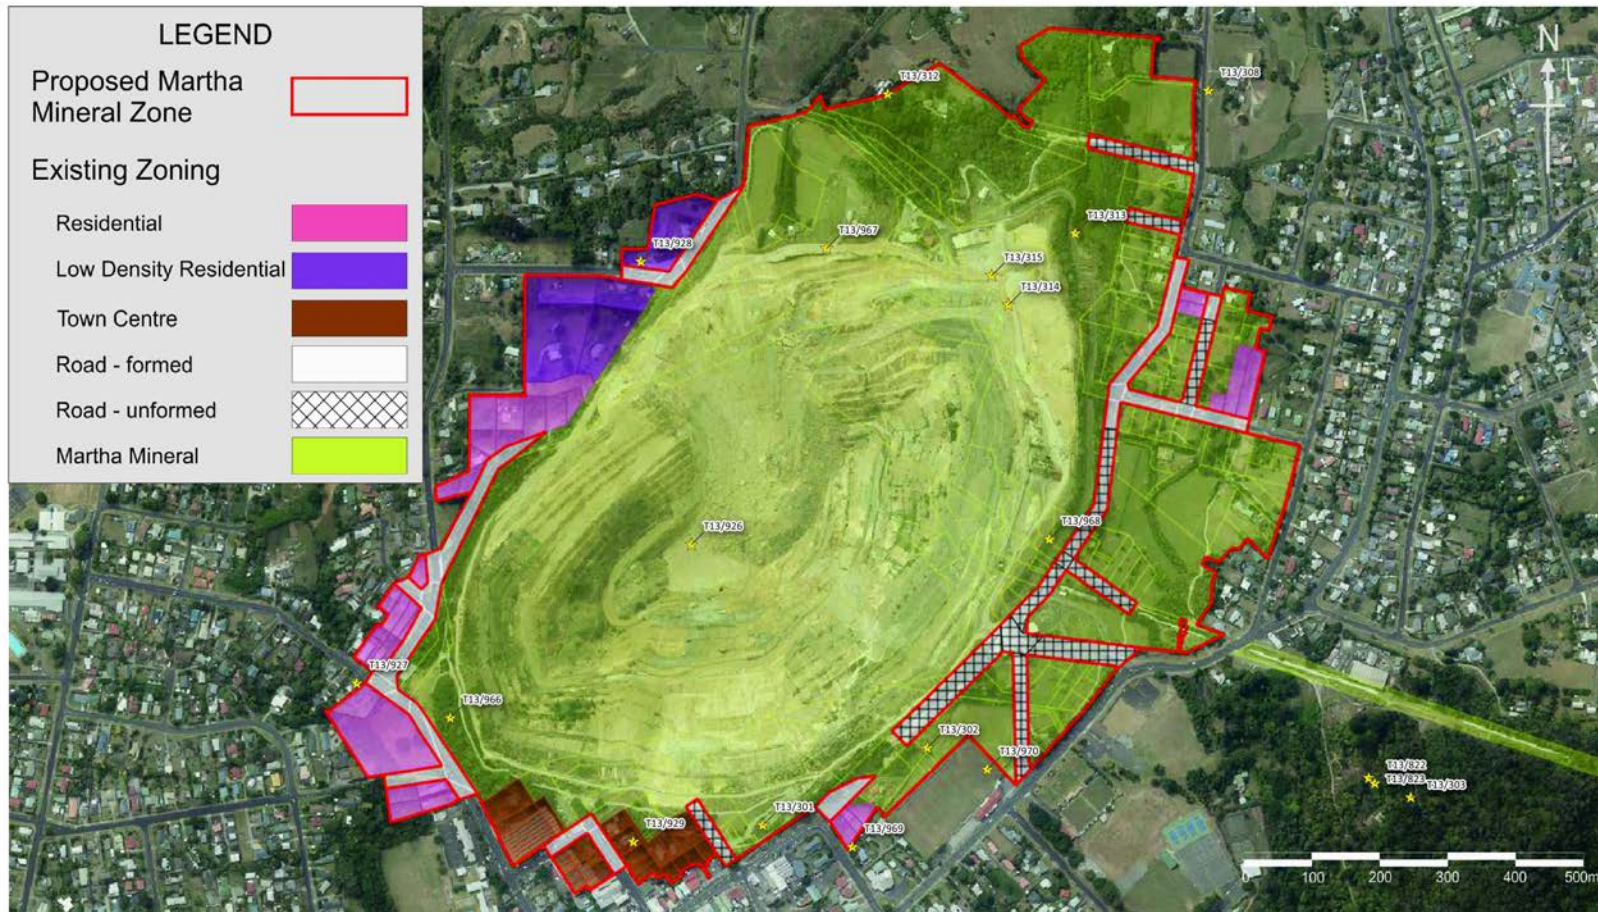 LEGEND
Proposed Martha
Mineral Zone
Existing Zoning
Residential
Low Density Residential
Town Centre
Road - formed
Road - unformed
Martha Mineral
N
T13/312
T13/308
T13/313
T13/928
T13/967
T13/315
T13/314
T13/968
T13/926
T13/927
T13/966
T13/302
T13/970
T13/822
T13/823
T13/303
T13/301
T13/929
T13/969
0 100 200 300 400 500m